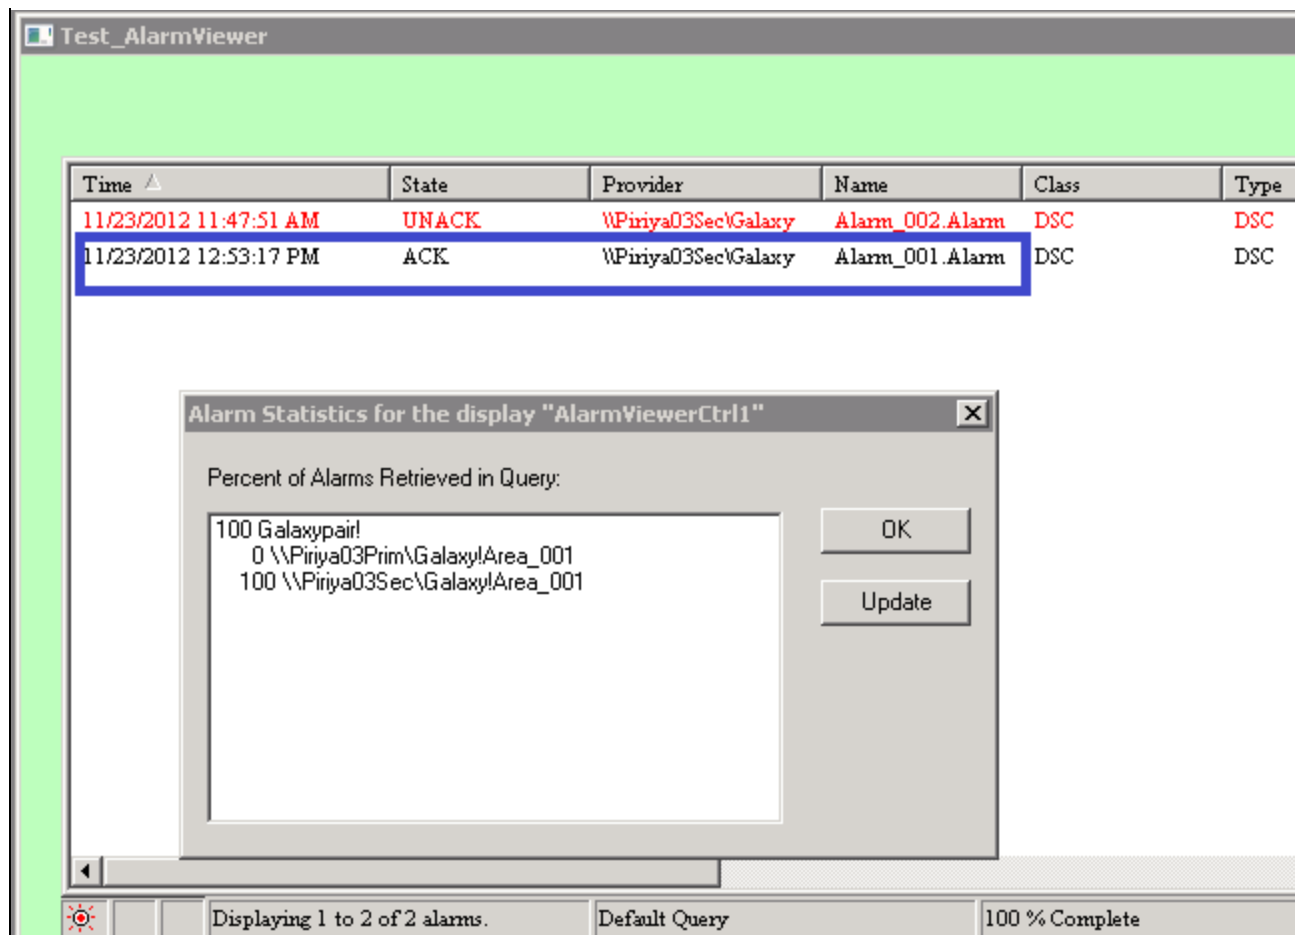 Test_AlarmViewer
Time State Provider Name Class Type
11/23/2012 11:47:51 AM UNACK \\Piriya03Sec\Galaxy Alarm_002.Alarm DSC DSC
11/23/2012 12:53:17 PM ACK \\Piriya03Sec\Galaxy Alarm_001.Alarm DSC DSC
Alarm Statistics for the display "AlarmViewerCtrl1"
Percent of Alarms Retrieved in Query:
100 Galaxypair!
0 \\Piriya03Prim\Galaxy!Area_001
100 \\Piriya03Sec\Galaxy!Area_001
OK
Update
Displaying 1 to 2 of 2 alarms. Default Query 100 % Complete